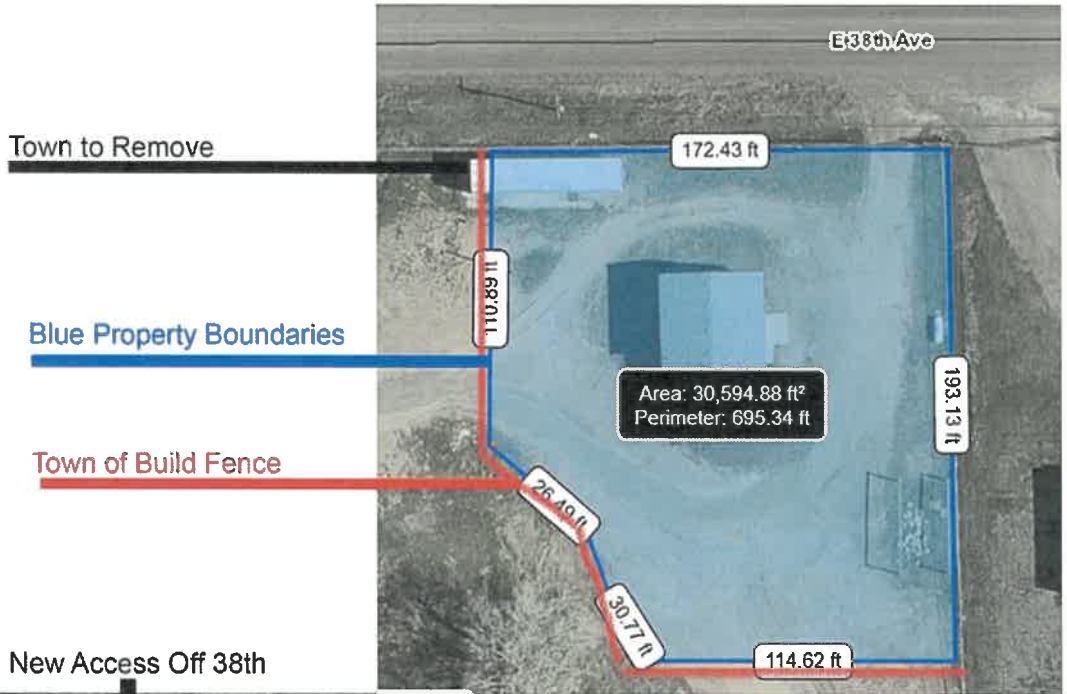 E 38th Ave
Town to Remove
172.43 ft
110.89 ft
Blue Property Boundaries
Area: 30,594.88 ft²
Perimeter: 695.34 ft
193.13 ft
Town of Build Fence
26.49 ft
30.77 ft
New Access Off 38th
114.62 ft